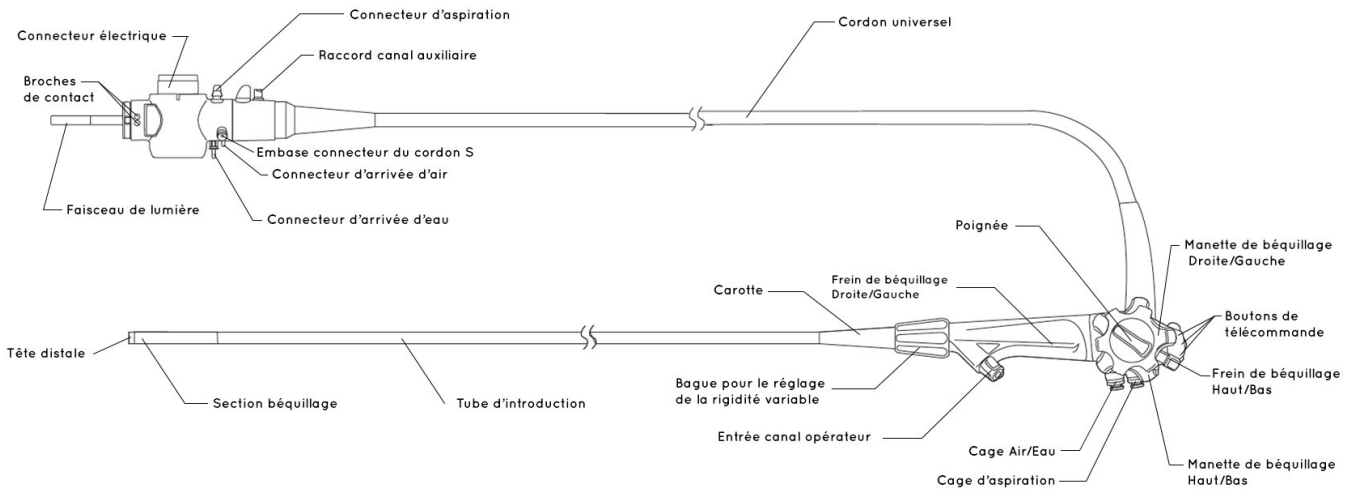 Connecteur d'aspiration
Cordon universel
Connecteur électrique
Raccord canal auxiliaire
Broches
de contact
Embase connecteur du cordon S
Connecteur d'arrivée d'air
Faisceau de lumière
Connecteur d'arrivée d'eau
Poignée
Manette de béquillage
Droite/Gauche
Frein de béquillage
Droite/Gauche
Carotte
Boutons de
télécommande
Tête distale
Frein de béquillage
Haut/Bas
Bague pour le réglage
de la rigidité variable
Section béquillage
Tube d'introduction
Entrée canal opérateur
Cage Air/Eau
Manette de béquillage
Haut/Bas
Cage d'aspiration